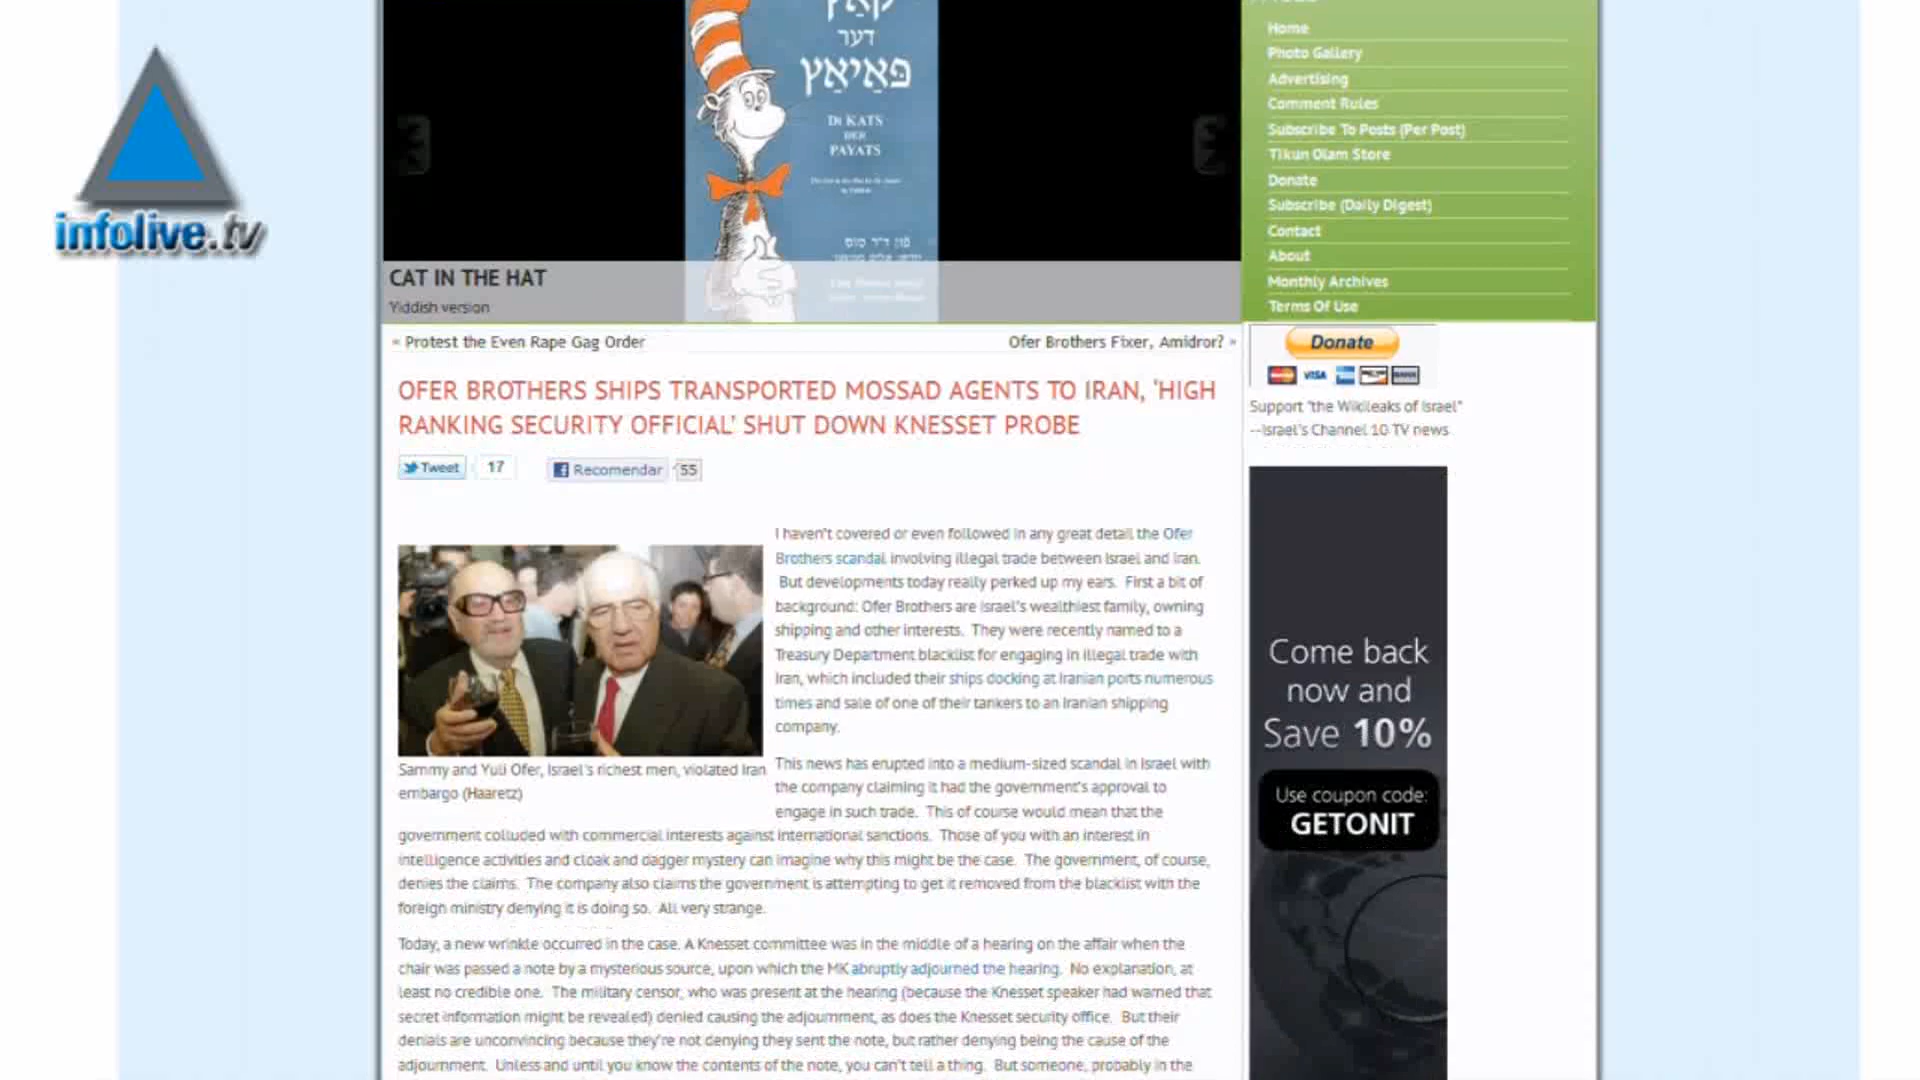 infolive.tv
קאַץ
דער
פּאַיאַץ
Di KATS
DER
PAYATS
פֿון ד״ר סוס
CAT IN THE HAT
Yiddish version
Home
Photo Gallery
Advertising
Comment Rules
Subscribe To Posts (Per Post)
Tikun Olam Store
Donate
Subscribe (Daily Digest)
Contact
About
Monthly Archives
Terms Of Use
« Protest the Even Rape Gag Order
Ofer Brothers Fixer, Amidror? »
OFER BROTHERS SHIPS TRANSPORTED MOSSAD AGENTS TO IRAN, 'HIGH
RANKING SECURITY OFFICIAL' SHUT DOWN KNESSET PROBE
Tweet 17
Recomendar 55
Sammy and Yuli Ofer, Israel's richest men, violated Iran
embargo (Haaretz)
I haven't covered or even followed in any great detail the Ofer
Brothers scandal involving illegal trade between Israel and Iran.
But developments today really perked up my ears. First a bit of
background: Ofer Brothers are Israel's wealthiest family, owning
shipping and other interests. They were recently named to a
Treasury Department blacklist for engaging in illegal trade with
Iran, which included their ships docking at Iranian ports numerous
times and sale of one of their tankers to an Iranian shipping
company.
This news has erupted into a medium-sized scandal in Israel with
the company claiming it had the government's approval to
engage in such trade. This of course would mean that the
government colluded with commercial interests against international sanctions. Those of you with an interest in
intelligence activities and cloak and dagger mystery can imagine why this might be the case. The government, of course,
denies the claims. The company also claims the government is attempting to get it removed from the blacklist with the
foreign ministry denying it is doing so. All very strange.
Today, a new wrinkle occurred in the case. A Knesset committee was in the middle of a hearing on the affair when the
chair was passed a note by a mysterious source, upon which the MK abruptly adjourned the hearing. No explanation, at
least no credible one. The military censor, who was present at the hearing (because the Knesset speaker had warned that
secret information might be revealed) denied causing the adjournment, as does the Knesset security office. But their
denials are unconvincing because they're not denying they sent the note, but rather denying being the cause of the
adjournment. Unless and until you know the contents of the note, you can't tell a thing. But someone, probably in the
Donate
VISA
Support "the Wikileaks of Israel"
--Israel's Channel 10 TV news
Come back
now and
Save 10%
Use coupon code:
GETONIT